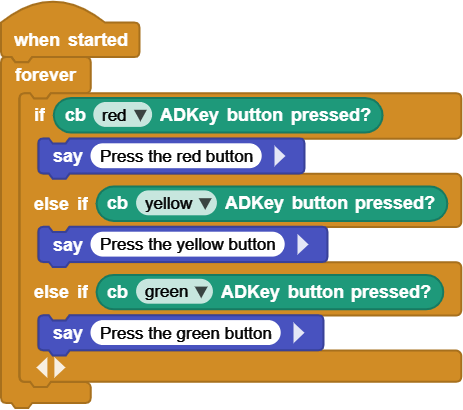 when started
forever
if cb red ▼ ADKey button pressed?
say Press the red button
else if cb yellow ▼ ADKey button pressed?
say Press the yellow button
else if cb green ▼ ADKey button pressed?
say Press the green button